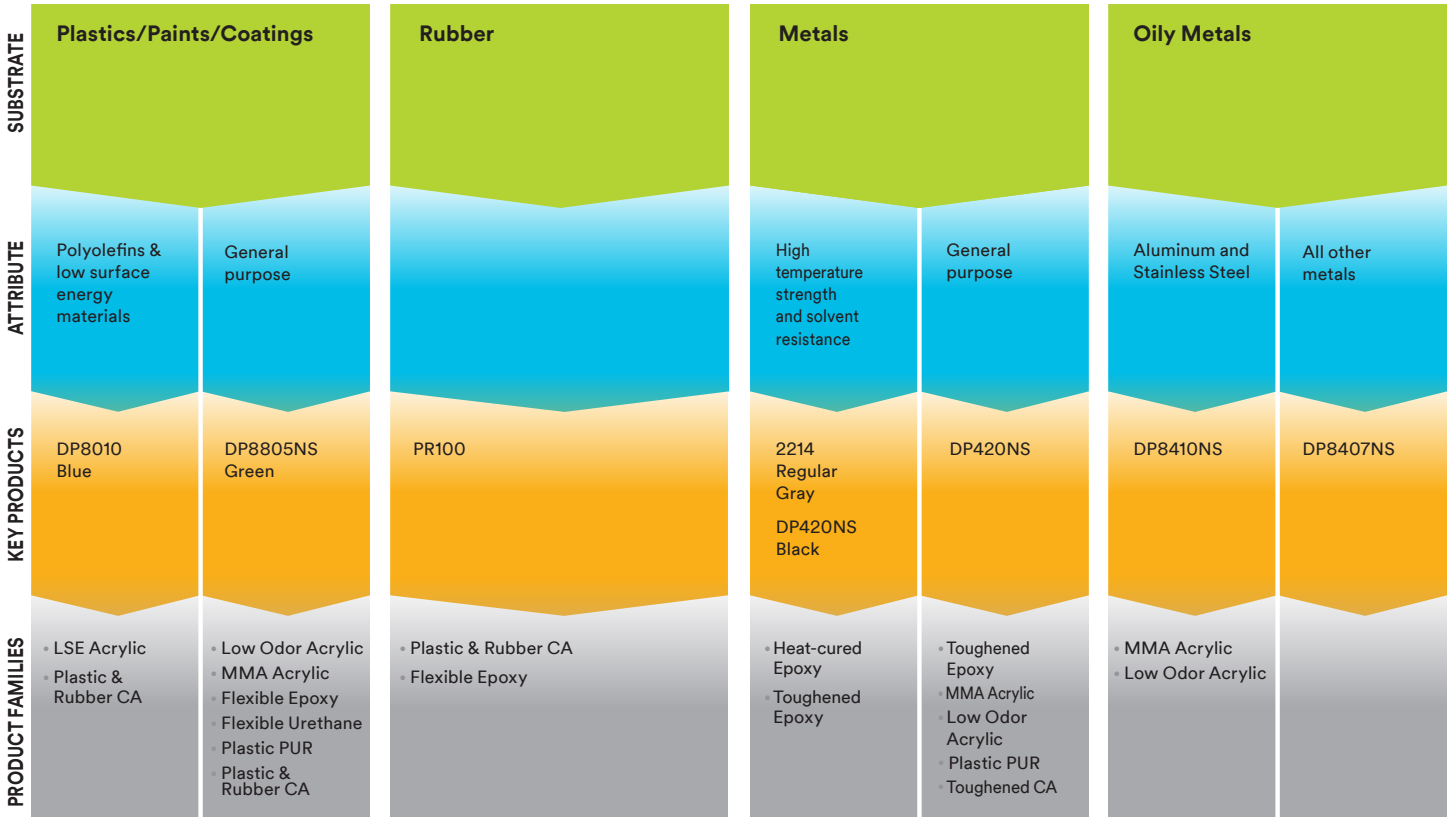 SUBSTRATE
Plastics/Paints/Coatings
Rubber
Metals
Oily Metals
ATTRIBUTE
Polyolefins &
low surface
energy
materials
General
purpose
High
temperature
strength
and solvent
resistance
General
purpose
Aluminum and
Stainless Steel
All other
metals
KEY PRODUCTS
DP8010
Blue
DP8805NS
Green
PR100
2214
Regular
Gray
DP420NS
Black
DP420NS
DP8410NS
DP8407NS
PRODUCT FAMILIES
• LSE Acrylic
• Plastic &
Rubber CA
• Low Odor Acrylic
• MMA Acrylic
• Flexible Epoxy
• Flexible Urethane
• Plastic PUR
• Plastic &
Rubber CA
• Plastic & Rubber CA
• Flexible Epoxy
• Heat-cured
Epoxy
• Toughened
Epoxy
• Toughened
Epoxy
• MMA Acrylic
• Low Odor
Acrylic
• Plastic PUR
• Toughened CA
• MMA Acrylic
• Low Odor Acrylic